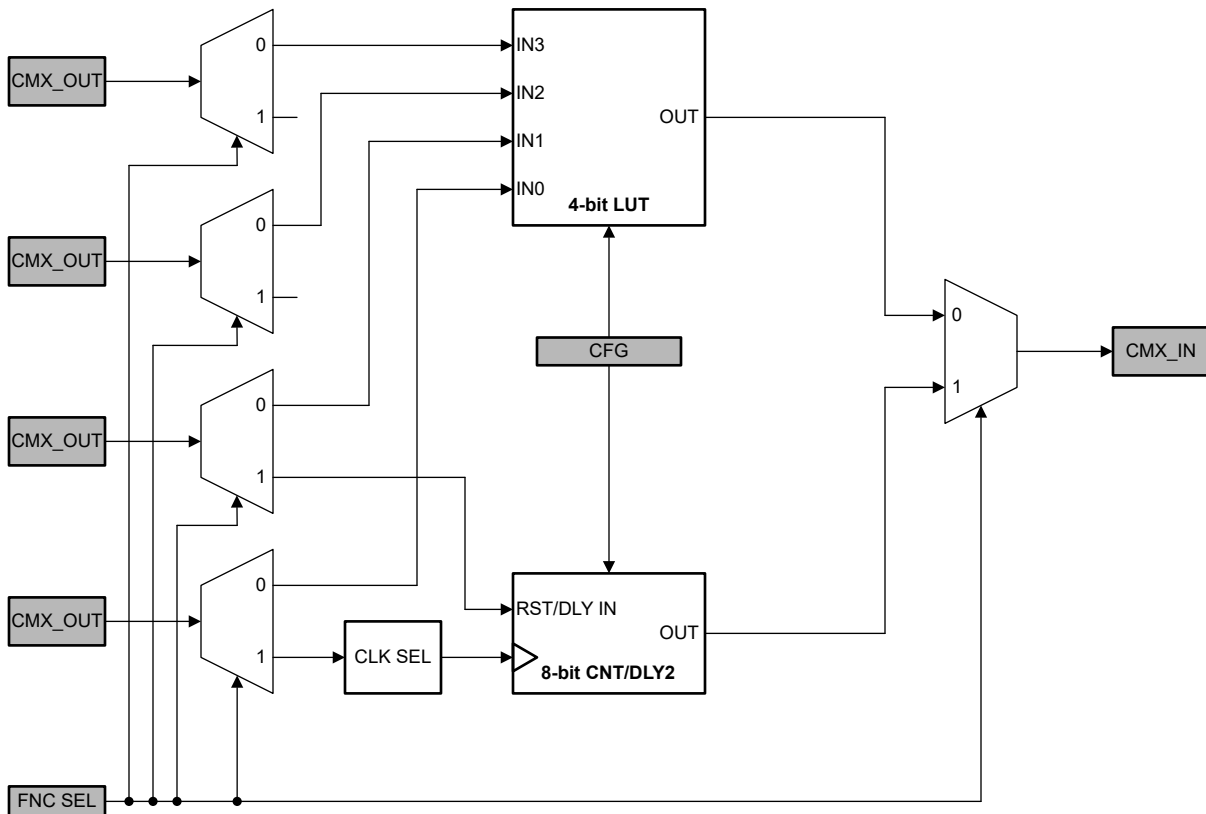 CMX_OUT
0
1
CMX_OUT
0
1
CMX_OUT
0
1
CMX_OUT
0
1
FNC SEL
IN3
IN2
IN1
IN0
OUT
4-bit LUT
CFG
CLK SEL
RST/DLY IN
OUT
8-bit CNT/DLY2
0
1
CMX_IN